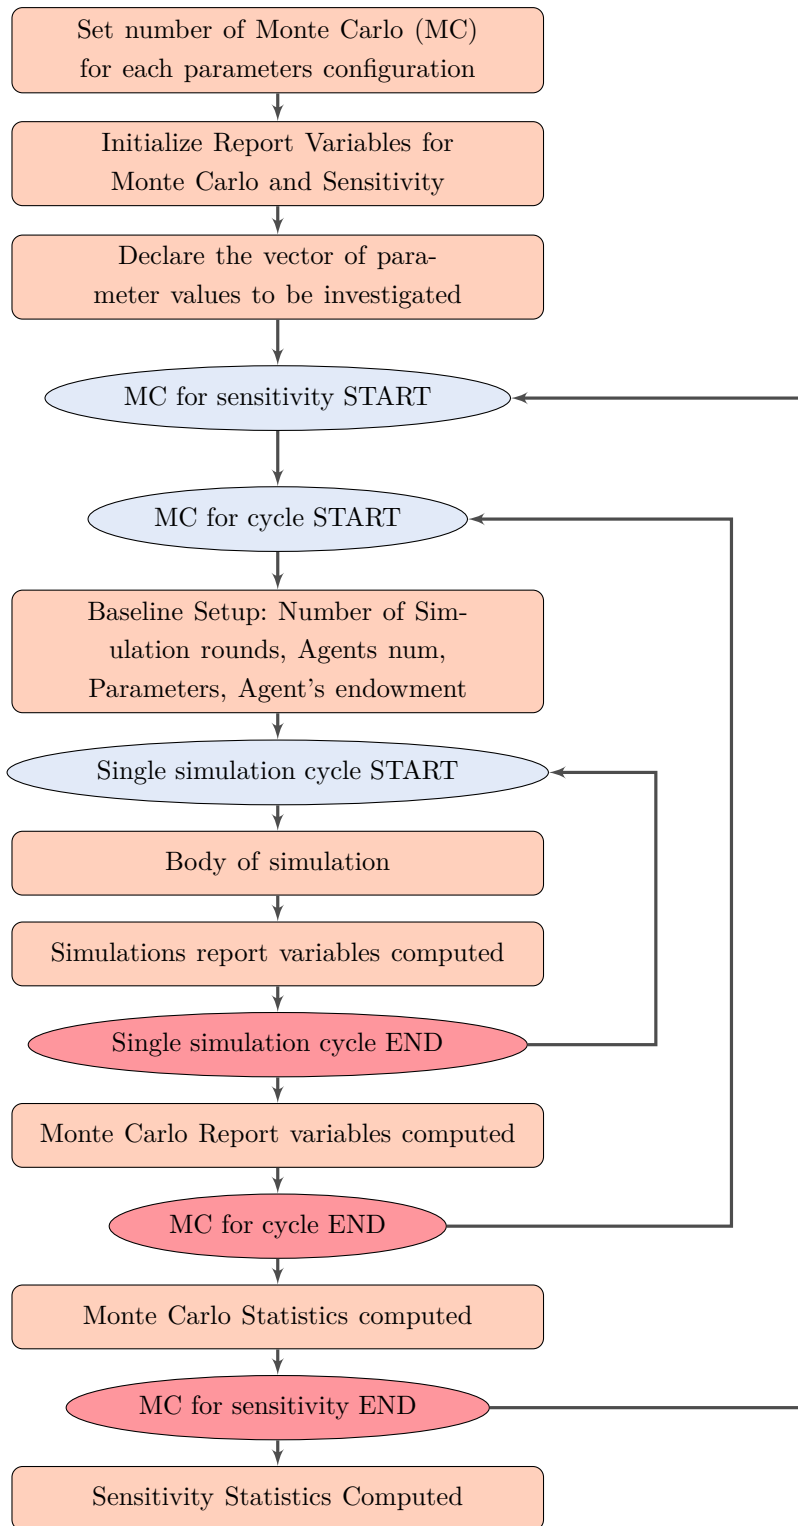 Set number of Monte Carlo (MC)
for each parameters configuration
Initialize Report Variables for
Monte Carlo and Sensitivity
Declare the vector of para-
meter values to be investigated
MC for sensitivity START
MC for cycle START
Baseline Setup: Number of Sim-
ulation rounds, Agents num,
Parameters, Agent's endowment
Single simulation cycle START
Body of simulation
Simulations report variables computed
Single simulation cycle END
Monte Carlo Report variables computed
MC for cycle END
Monte Carlo Statistics computed
MC for sensitivity END
Sensitivity Statistics Computed